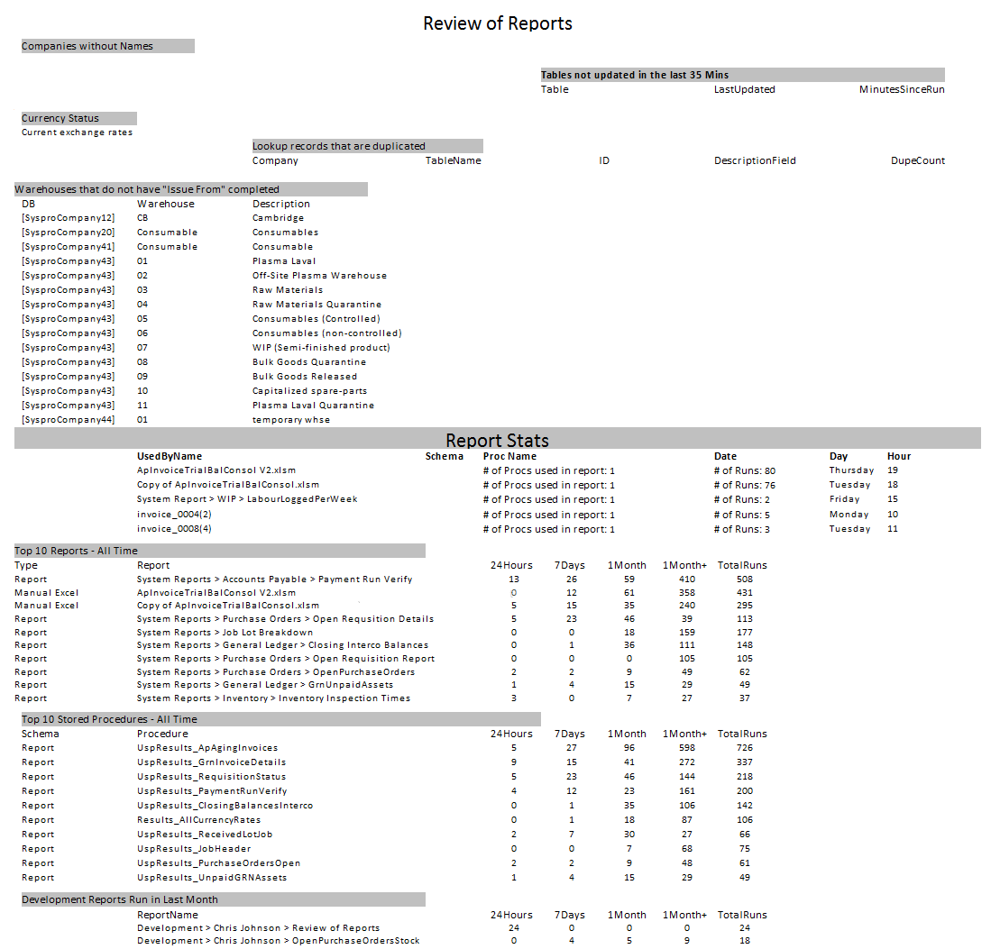 Review of Reports
Companies without Names
Tables not updated in the last 35 Mins
Table LastUpdated MinutesSinceRun
Currency Status
Current exchange rates
Lookup records that are duplicated
Company TableName ID DescriptionField DupeCount
Warehouses that do not have "Issue From" completed
DB Warehouse Description
[SysproCompany12] CB Cambridge
[SysproCompany20] Consumable Consumables
[SysproCompany41] Consumable Consumable
[SysproCompany43] 01 Plasma Laval
[SysproCompany43] 02 Off-Site Plasma Warehouse
[SysproCompany43] 03 Raw Materials
[SysproCompany43] 04 Raw Materials Quarantine
[SysproCompany43] 05 Consumables (Controlled)
[SysproCompany43] 06 Consumables (non-controlled)
[SysproCompany43] 07 WIP (Semi-finished product)
[SysproCompany43] 08 Bulk Goods Quarantine
[SysproCompany43] 09 Bulk Goods Released
[SysproCompany43] 10 Capitalized spare-parts
[SysproCompany43] 11 Plasma Laval Quarantine
[SysproCompany44] 01 temporary whse
Report Stats
UsedByName Schema Proc Name Date Day Hour
ApInvoiceTrialBalConsol V2.xlsm # of Procs used in report: 1 # of Runs: 80 Thursday 19
Copy of ApInvoiceTrialBalConsol.xlsm # of Procs used in report: 1 # of Runs: 76 Tuesday 18
System Report > WIP > LabourLoggedPerWeek # of Procs used in report: 1 # of Runs: 2 Friday 15
invoice_0004(2) # of Procs used in report: 1 # of Runs: 5 Monday 10
invoice_0008(4) # of Procs used in report: 1 # of Runs: 3 Tuesday 11
Top 10 Reports - All Time
Type Report 24Hours 7Days 1Month 1Month+ TotalRuns
Report System Reports > Accounts Payable > Payment Run Verify 13 26 59 410 508
Manual Excel ApInvoiceTrialBalConsol V2.xlsm 0 12 61 358 431
Manual Excel Copy of ApInvoiceTrialBalConsol.xlsm 5 15 35 240 295
Report System Reports > Purchase Orders > Open Requsition Details 5 23 46 39 113
Report System Reports > Job Lot Breakdown 0 0 18 159 177
Report System Reports > General Ledger > Closing Interco Balances 0 1 36 111 148
Report System Reports > Purchase Orders > Open Requisition Report 0 0 0 105 105
Report System Reports > Purchase Orders > OpenPurchaseOrders 2 2 9 49 62
Report System Reports > General Ledger > GrnUnpaidAssets 1 4 15 29 49
Report System Reports > Inventory > Inventory Inspection Times 3 0 7 27 37
Top 10 Stored Procedures - All Time
Schema Procedure 24Hours 7Days 1Month 1Month+ TotalRuns
Report UspResults_ApAgingInvoices 5 27 96 598 726
Report UspResults_GrnInvoiceDetails 9 15 41 272 337
Report UspResults_RequisitionStatus 5 23 46 144 218
Report UspResults_PaymentRunVerify 4 12 23 161 200
Report UspResults_ClosingBalancesInterco 0 1 35 106 142
Report Results_AllCurrencyRates 0 1 18 87 106
Report UspResults_ReceivedLotJob 2 7 30 27 66
Report UspResults_JobHeader 0 0 7 68 75
Report UspResults_PurchaseOrdersOpen 2 2 9 48 61
Report UspResults_UnpaidGRNAssets 1 4 15 29 49
Development Reports Run in Last Month
ReportName 24Hours 7Days 1Month 1Month+ TotalRuns
Development > Chris Johnson > Review of Reports 24 0 0 0 24
Development > Chris Johnson > OpenPurchaseOrdersStock 0 4 5 9 18